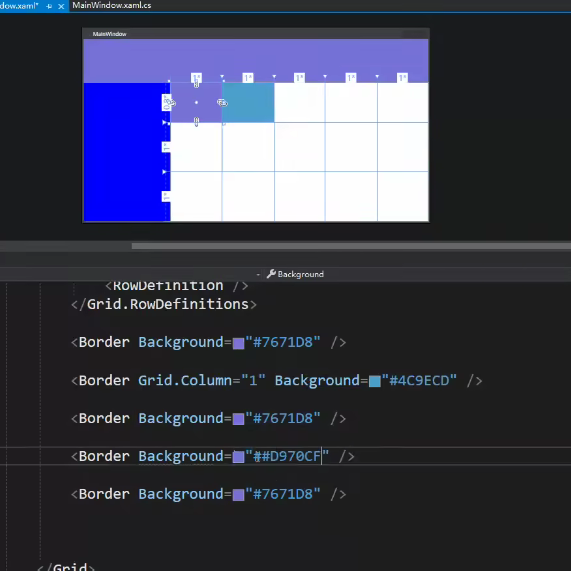 dow.xaml*
MainWindow.xaml.cs
MainWindow
1* 1* 1* 1* 1*
Background
<RowDefinition />
</Grid.RowDefinitions>
<Border Background="#7671D8" />
<Border Grid.Column="1" Background="#4C9ECD" />
<Border Background="#7671D8" />
<Border Background="##D970CF" />
<Border Background="#7671D8" />
</Grid>